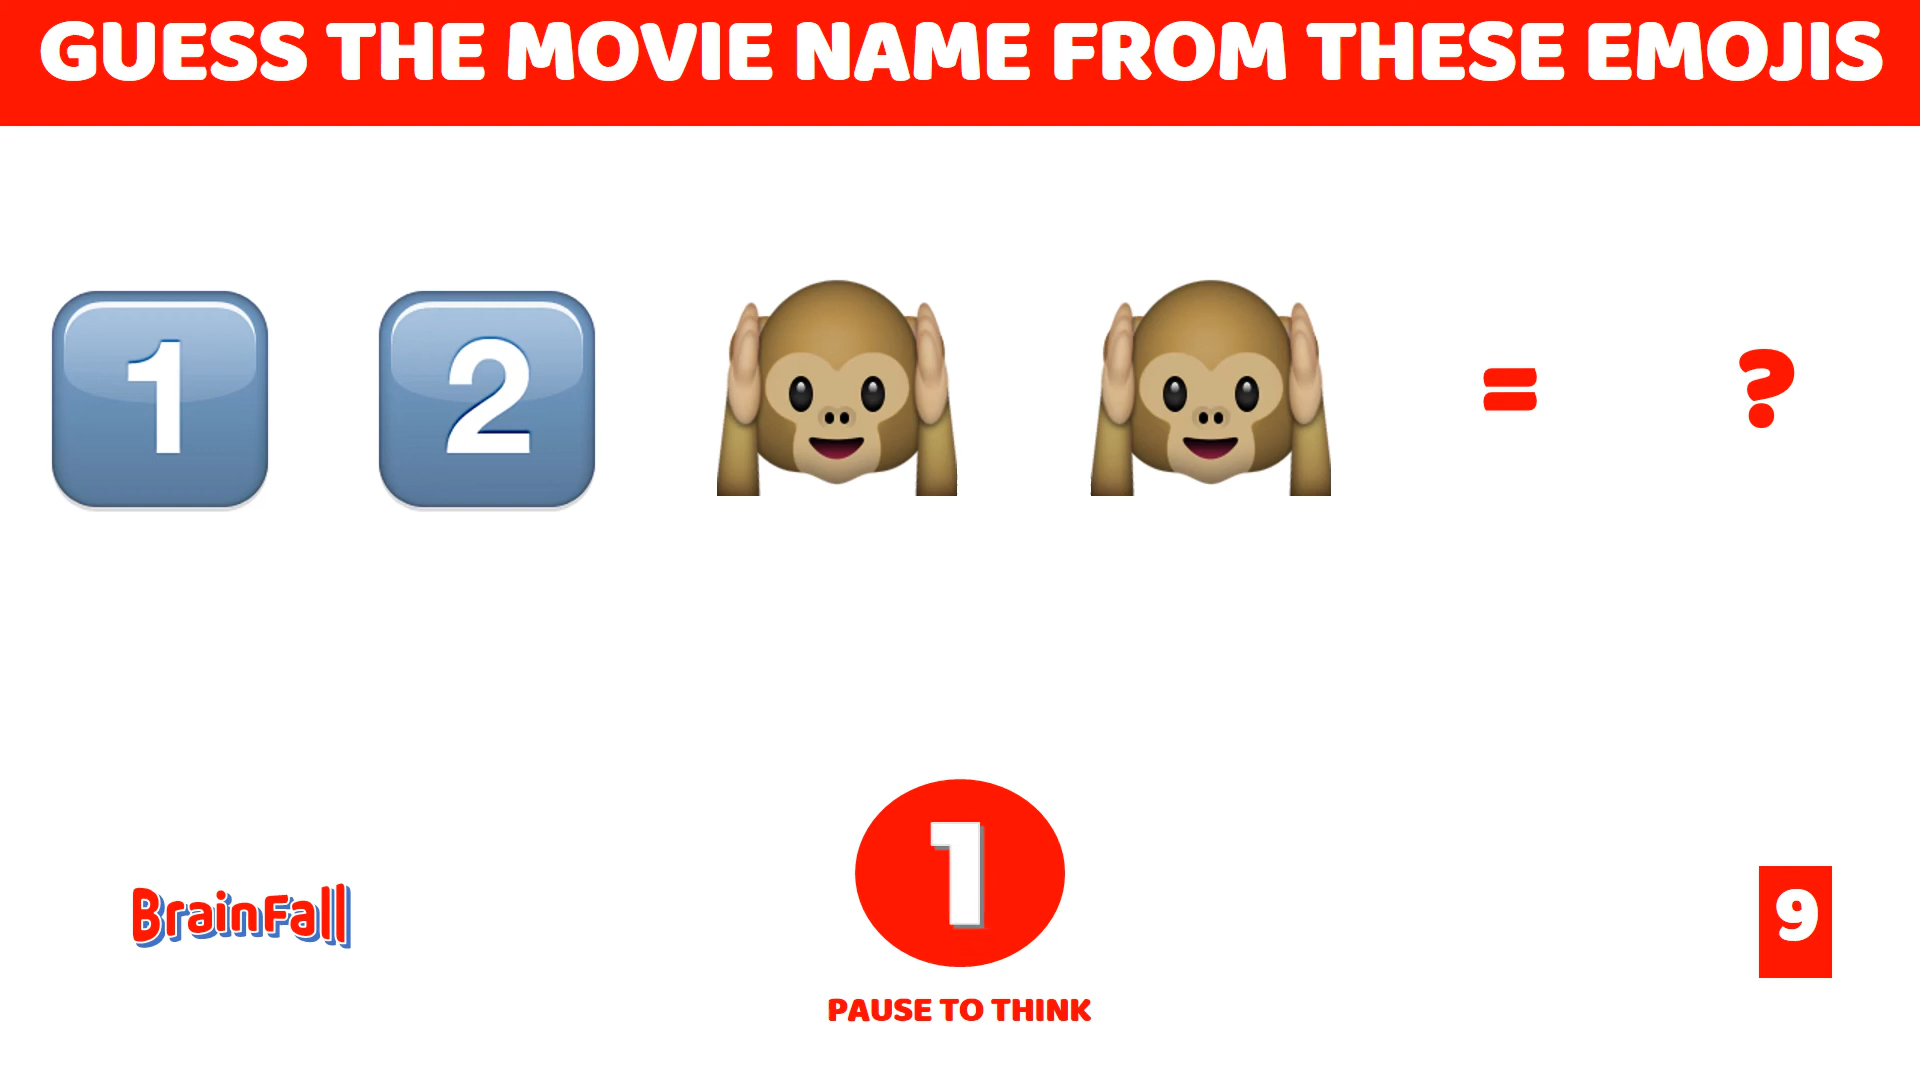 GUESS THE MOVIE NAME FROM THESE EMOJIS
1 2 = ?
1
BrainFall
9
PAUSE TO THINK